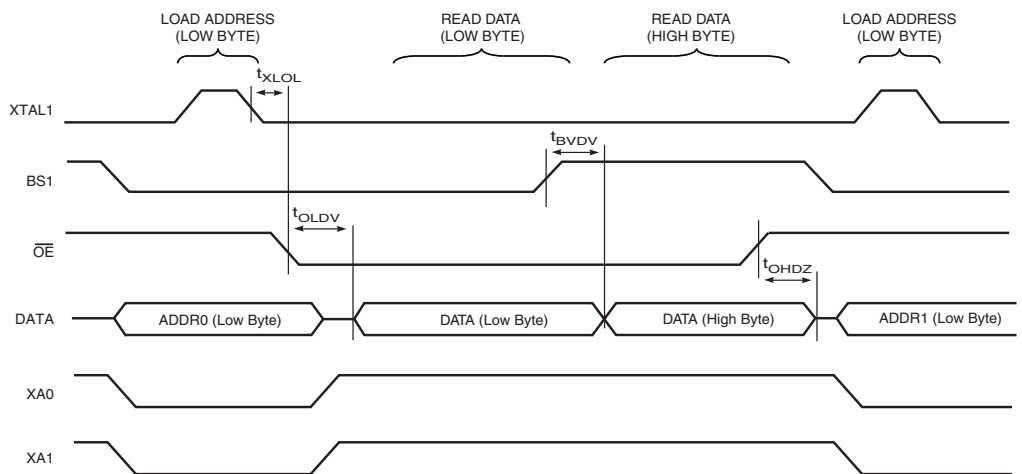 LOAD ADDRESS
(LOW BYTE)
READ DATA
(LOW BYTE)
READ DATA
(HIGH BYTE)
LOAD ADDRESS
(LOW BYTE)
tXLOL
XTAL1
tBVDV
BS1
tOLDV
OE
tOHDZ
DATA
ADDR0 (Low Byte)
DATA (Low Byte)
DATA (High Byte)
ADDR1 (Low Byte)
XA0
XA1